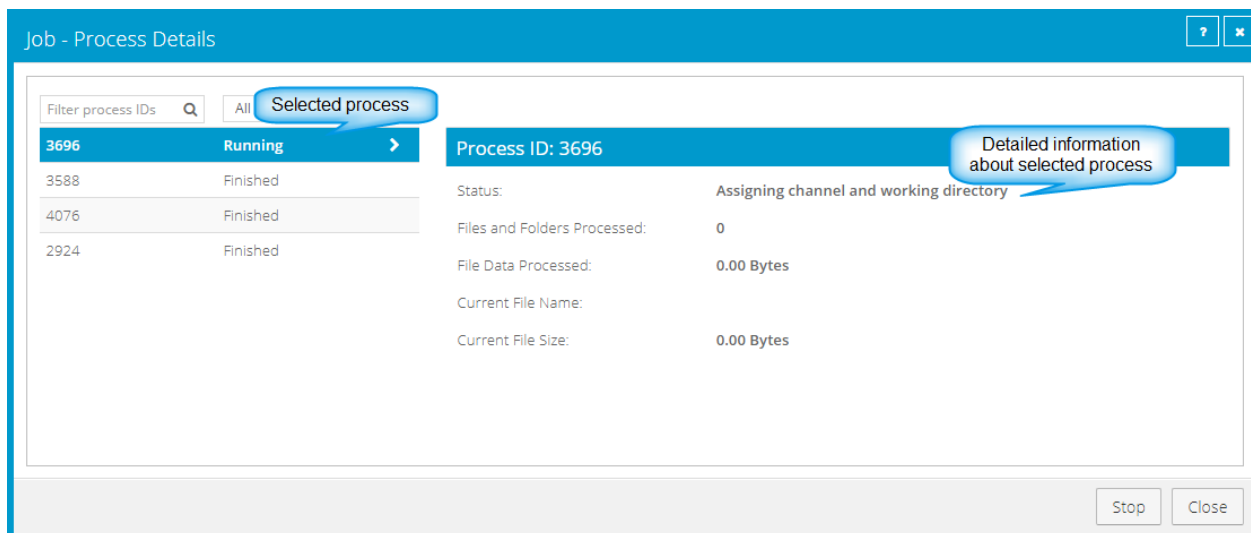 Job - Process Details
?
Filter process IDs
All
Selected process
3696 Running
3588 Finished
4076 Finished
2924 Finished
Process ID: 3696
Detailed information
about selected process
Status: Assigning channel and working directory
Files and Folders Processed: 0
File Data Processed: 0.00 Bytes
Current File Name:
Current File Size: 0.00 Bytes
Stop Close